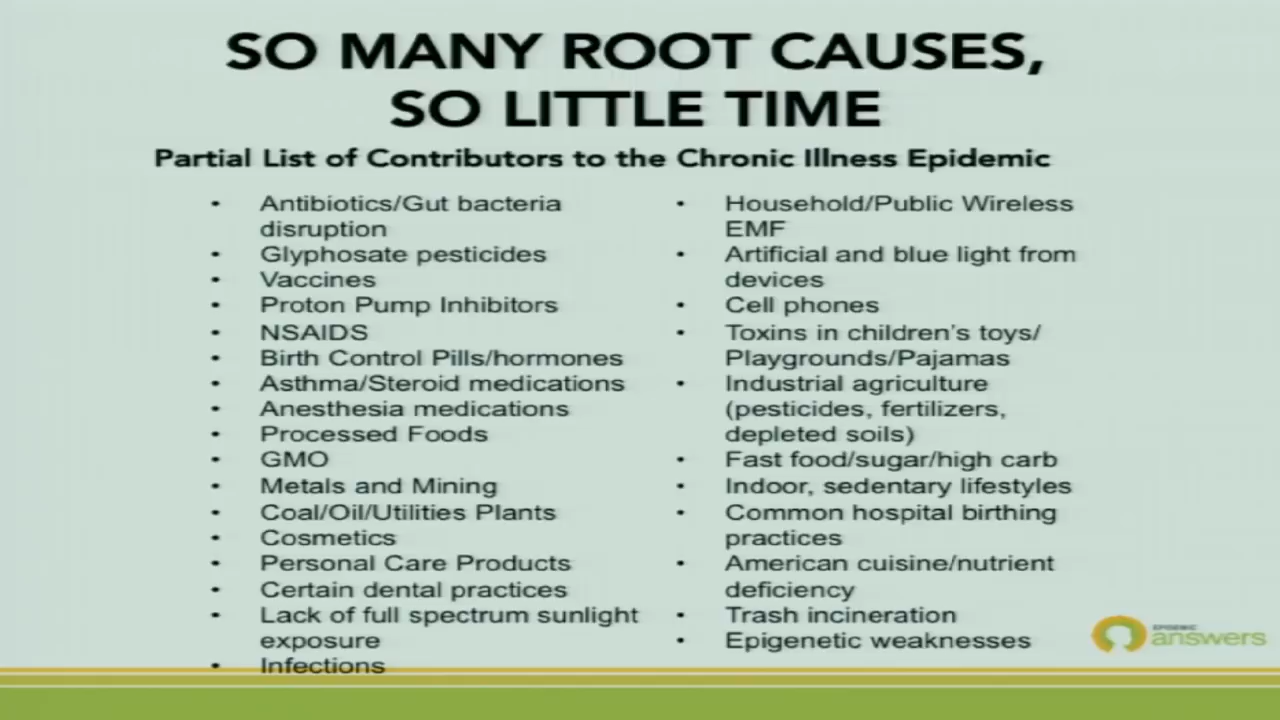 SO MANY ROOT CAUSES,
SO LITTLE TIME
Partial List of Contributors to the Chronic Illness Epidemic
• Antibiotics/Gut bacteria
disruption
• Glyphosate pesticides
• Vaccines
• Proton Pump Inhibitors
• NSAIDS
• Birth Control Pills/hormones
• Asthma/Steroid medications
• Anesthesia medications
• Processed Foods
• GMO
• Metals and Mining
• Coal/Oil/Utilities Plants
• Cosmetics
• Personal Care Products
• Certain dental practices
• Lack of full spectrum sunlight
exposure
• Infections
• Household/Public Wireless
EMF
• Artificial and blue light from
devices
• Cell phones
• Toxins in children's toys/
Playgrounds/Pajamas
• Industrial agriculture
(pesticides, fertilizers,
depleted soils)
• Fast food/sugar/high carb
• Indoor, sedentary lifestyles
• Common hospital birthing
practices
• American cuisine/nutrient
deficiency
• Trash incineration
• Epigenetic weaknesses
EPIDEMIC
answers